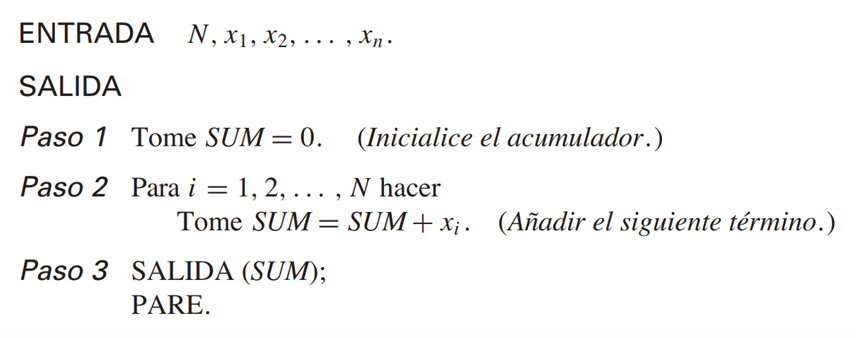 ENTRADA N, x₁, x₂, . . . , xₙ.
SALIDA
Paso 1 Tome SUM = 0. (Inicialice el acumulador.)
Paso 2 Para i = 1, 2, . . . , N hacer
Tome SUM = SUM + xᵢ. (Añadir el siguiente término.)
Paso 3 SALIDA (SUM);
PARE.